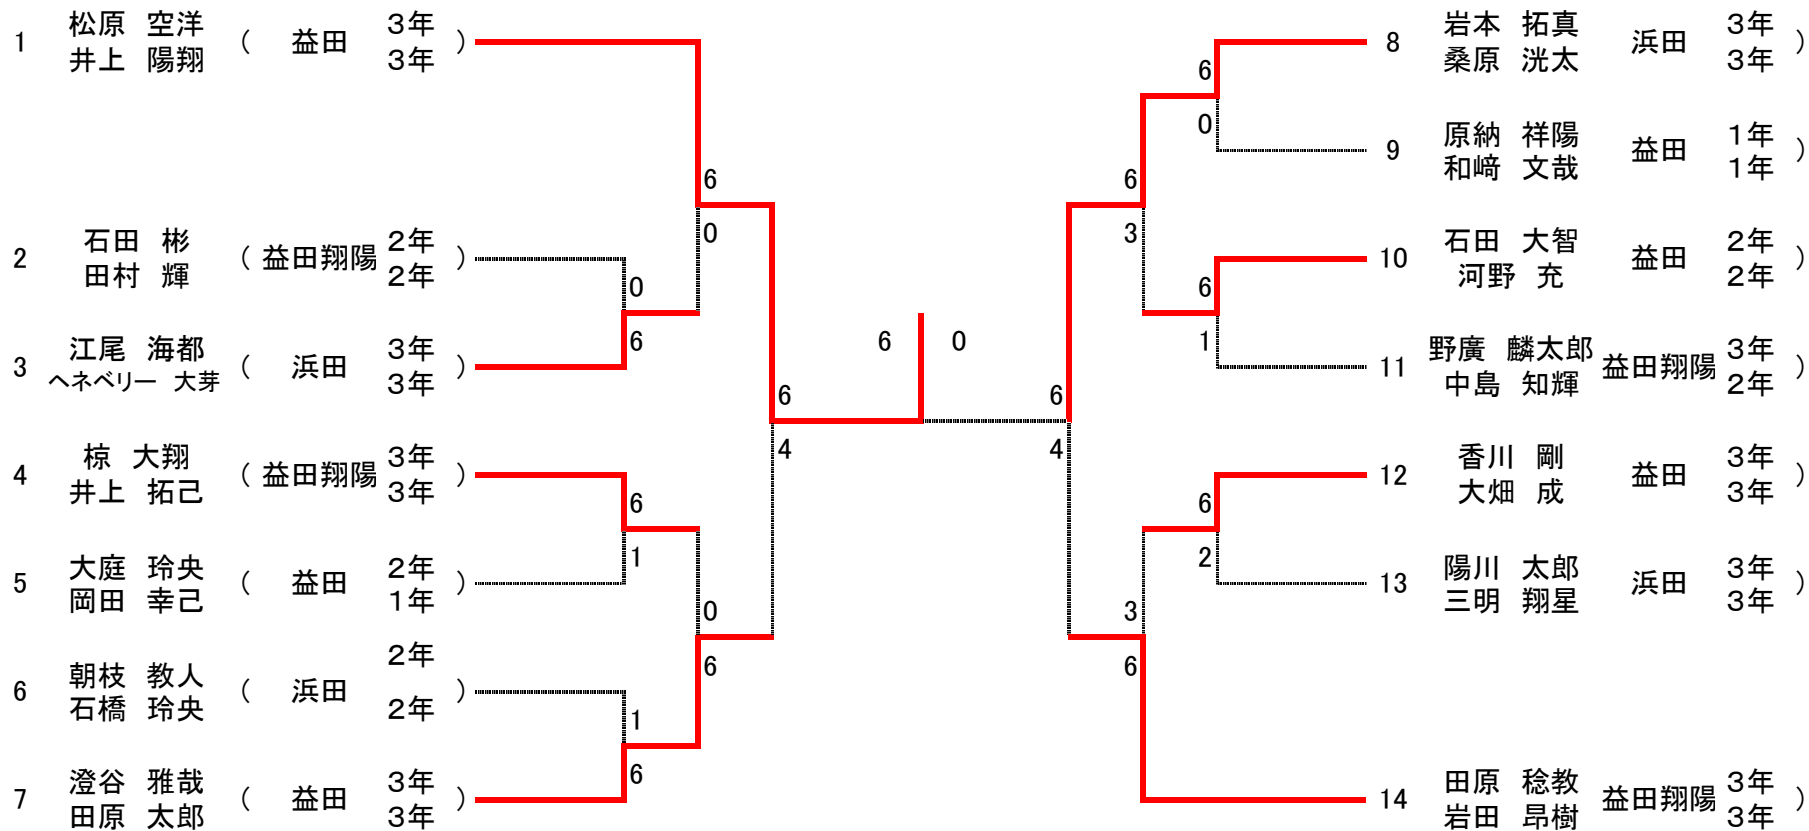 1 松原 空洋 ( 益田 3年 )
井上 陽翔 3年
2 石田 彬 ( 益田翔陽 2年 )
田村 輝 2年
3 江尾 海都 ( 浜田 3年 )
ヘネベリー 大芽 3年
4 椋 大翔 ( 益田翔陽 3年 )
井上 拓己 3年
5 大庭 玲央 ( 益田 2年 )
岡田 幸己 1年
6 朝枝 教人 ( 浜田 2年 )
石橋 玲央 2年
7 澄谷 雅哉 ( 益田 3年 )
田原 太郎 3年
6
0
0
6
6
1
0
6
1
6
6
4
6 0
6
4
6
3
3
6
6
0
6
1
6
2
8 岩本 拓真 浜田 3年 )
桑原 洸太 3年
9 原納 祥陽 益田 1年 )
和﨑 文哉 1年
10 石田 大智 益田 2年 )
河野 充 2年
11 野廣 麟太郎 益田翔陽 3年 )
中島 知輝 2年
12 香川 剛 益田 3年 )
大畑 成 3年
13 陽川 太郎 浜田 3年 )
三明 翔星 3年
14 田原 稔教 益田翔陽 3年 )
岩田 昂樹 3年